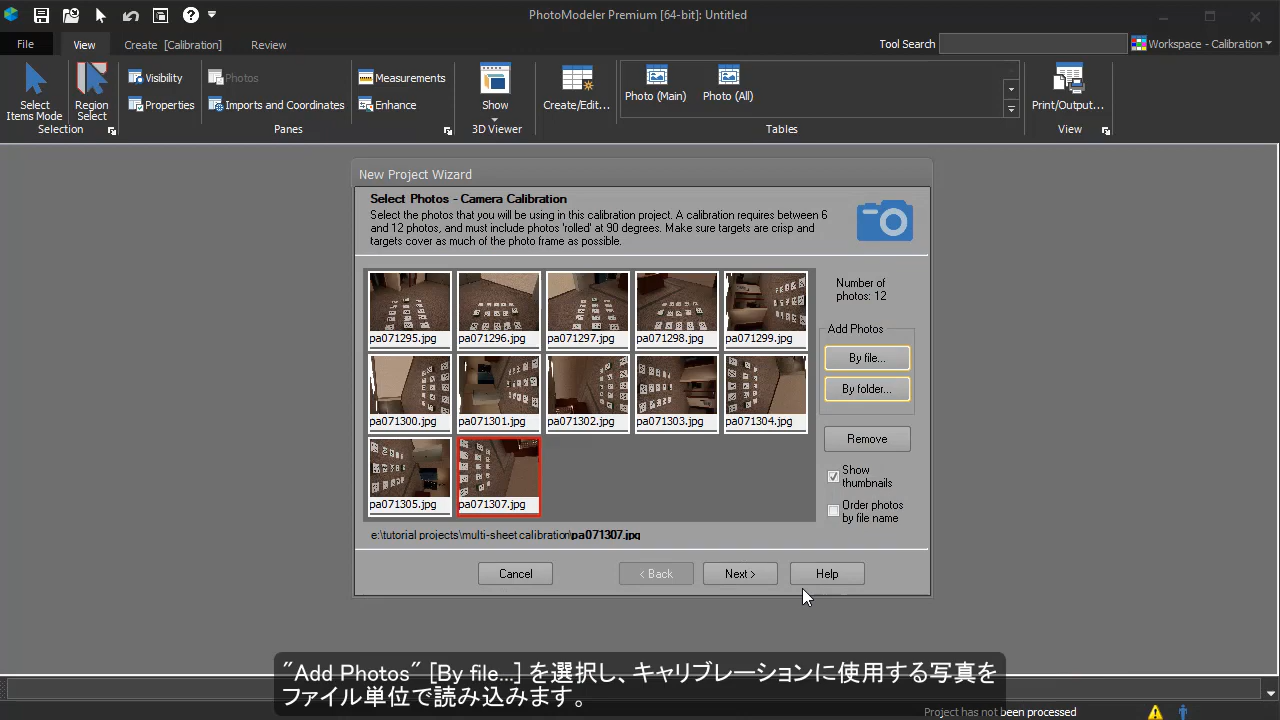 PhotoModeler Premium [64-bit]: Untitled
File
View
Create [Calibration]
Review
Tool Search
Workspace - Calibration
Select
Items Mode
Region
Select
Visibility
Properties
Photos
Imports and Coordinates
Measurements
Enhance
Show
Create/Edit...
Photo (Main)
Photo (All)
Print/Output...
Selection
Panes
3D Viewer
Tables
View
New Project Wizard
Select Photos - Camera Calibration
Select the photos that you will be using in this calibration project. A calibration requires between 6
and 12 photos, and must include photos 'rolled' at 90 degrees. Make sure targets are crisp and
targets cover as much of the photo frame as possible.
pa071295.jpg
pa071296.jpg
pa071297.jpg
pa071298.jpg
pa071299.jpg
pa071300.jpg
pa071301.jpg
pa071302.jpg
pa071303.jpg
pa071304.jpg
pa071305.jpg
pa071307.jpg
Number of
photos: 12
Add Photos
By file...
By folder...
Remove
Show
thumbnails
Order photos
by file name
e:\tutorial projects\multi-sheet calibration\pa071307.jpg
Cancel
< Back
Next >
Help
"Add Photos" [By file...] を選択し、キャリブレーションに使用する写真を
ファイル単位で読み込みます。
Project has not been processed